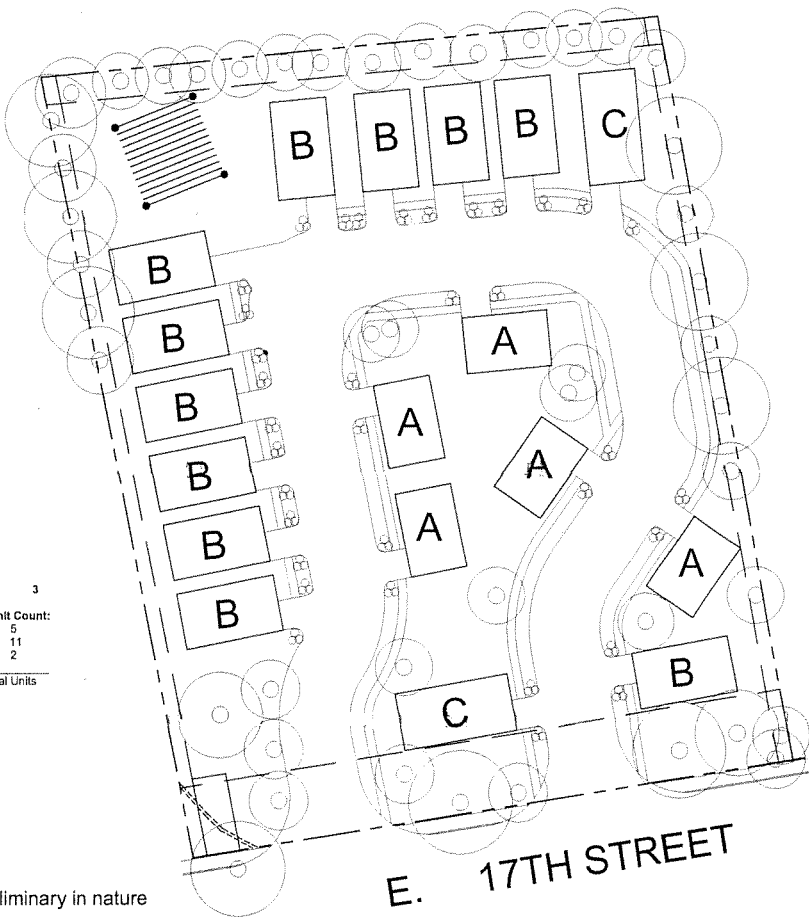 B B B B C
B
B
A
B
A
B
A
B
A
B
A
B
C
3
nit Count:
5
11
2
al Units
E. 17TH STREET
liminary in nature